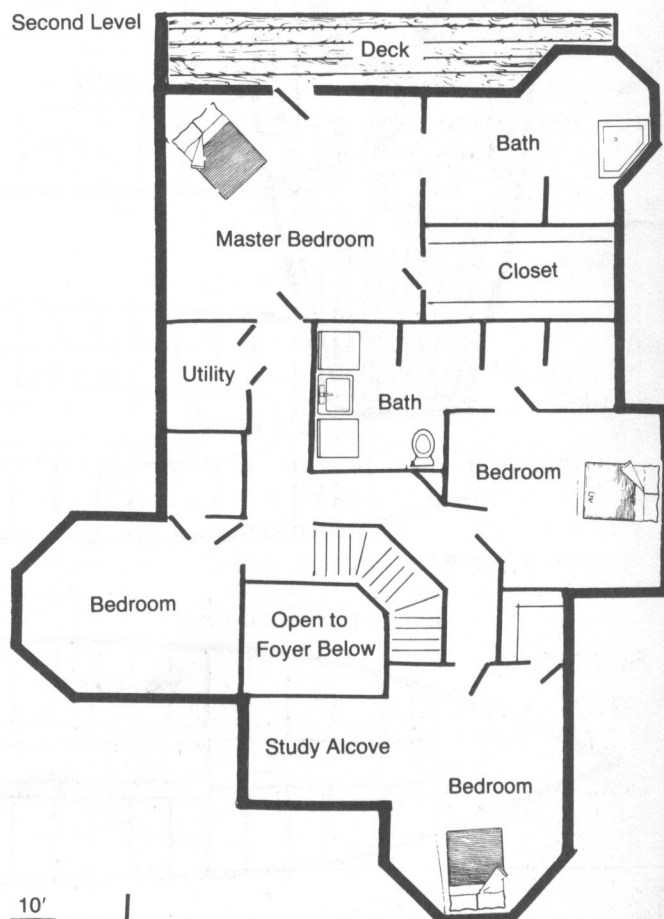 Second Level
Deck
Bath
Master Bedroom
Closet
Utility
Bath
Bedroom
Bedroom
Open to
Foyer Below
Study Alcove
Bedroom
10'